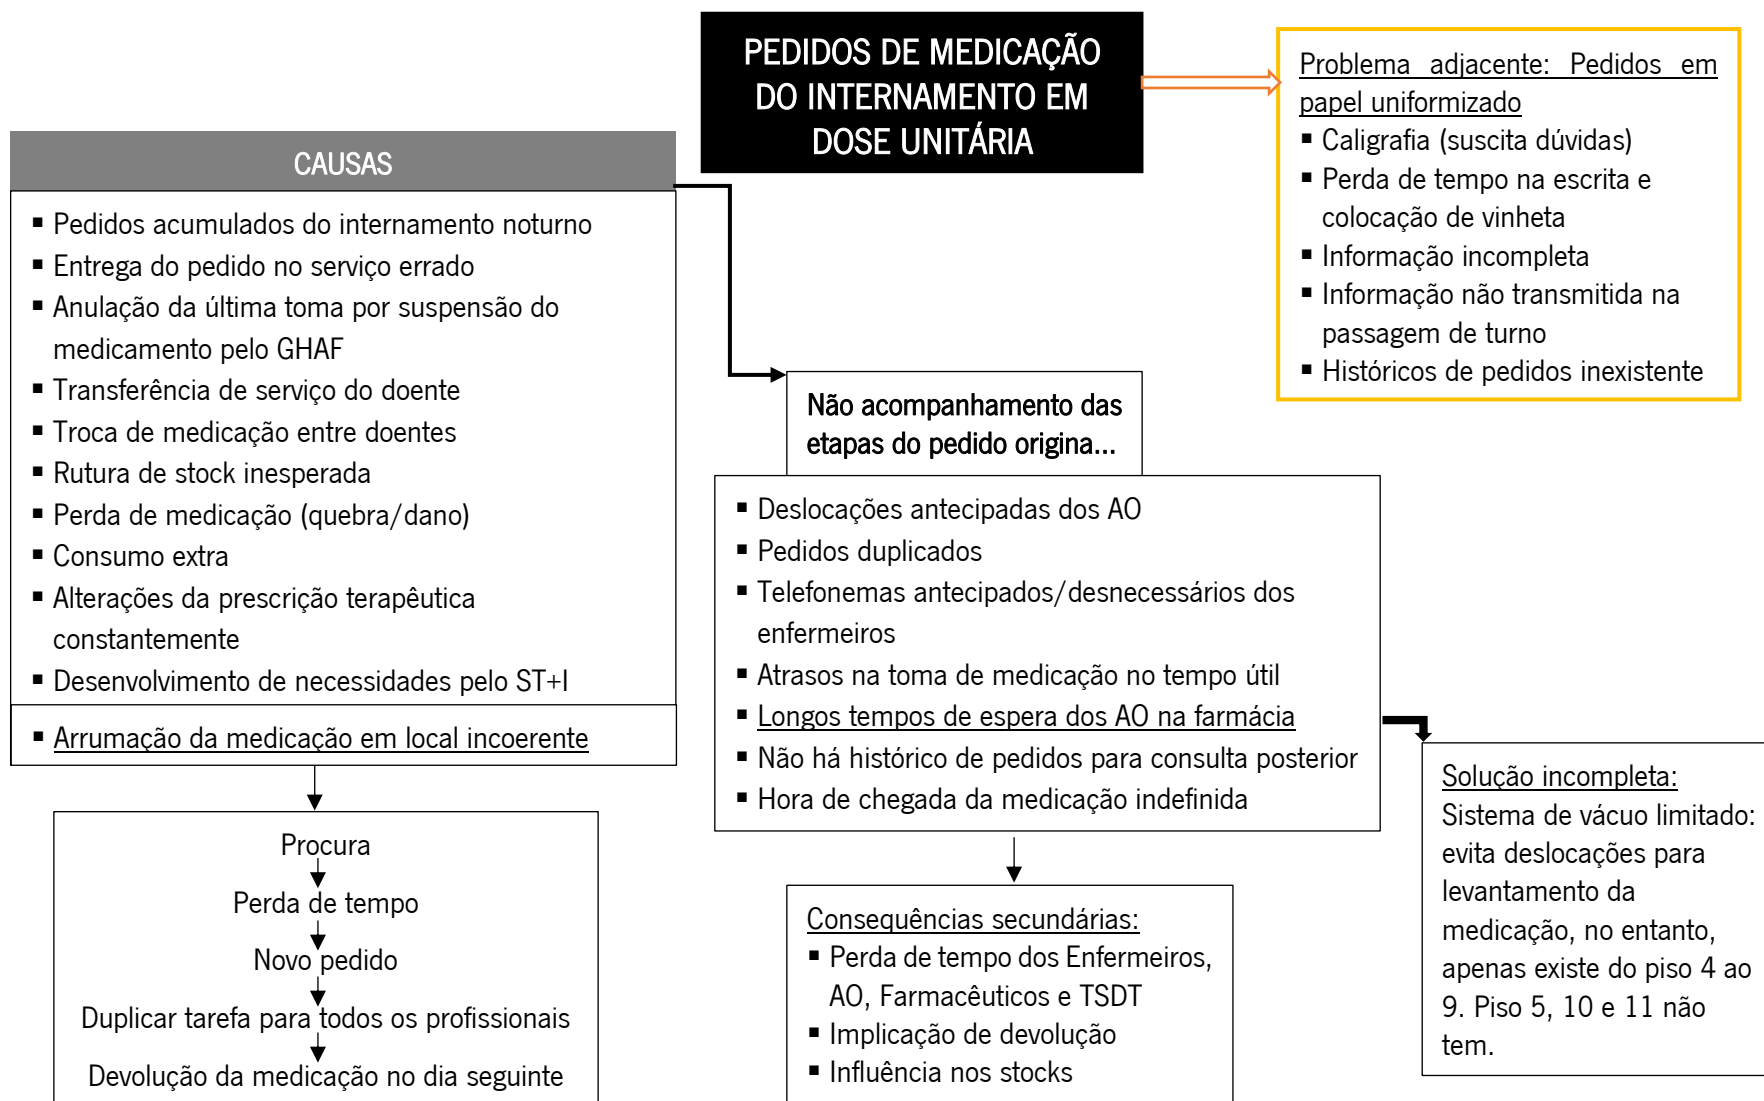 PEDIDOS DE MEDICAÇÃO
DO INTERNAMENTO EM
DOSE UNITÁRIA
Problema adjacente: Pedidos em
papel uniformizado
▪ Caligrafia (suscita dúvidas)
▪ Perda de tempo na escrita e
colocação de vinheta
▪ Informação incompleta
▪ Informação não transmitida na
passagem de turno
▪ Históricos de pedidos inexistente
CAUSAS
▪ Pedidos acumulados do internamento noturno
▪ Entrega do pedido no serviço errado
▪ Anulação da última toma por suspensão do
medicamento pelo GHAF
▪ Transferência de serviço do doente
▪ Troca de medicação entre doentes
▪ Rutura de stock inesperada
▪ Perda de medicação (quebra/dano)
▪ Consumo extra
▪ Alterações da prescrição terapêutica
constantemente
▪ Desenvolvimento de necessidades pelo ST+I
▪ Arrumação da medicação em local incoerente
Procura
Perda de tempo
Novo pedido
Duplicar tarefa para todos os profissionais
Devolução da medicação no dia seguinte
Não acompanhamento das
etapas do pedido origina...
▪ Deslocações antecipadas dos AO
▪ Pedidos duplicados
▪ Telefonemas antecipados/desnecessários dos
enfermeiros
▪ Atrasos na toma de medicação no tempo útil
▪ Longos tempos de espera dos AO na farmácia
▪ Não há histórico de pedidos para consulta posterior
▪ Hora de chegada da medicação indefinida
Consequências secundárias:
▪ Perda de tempo dos Enfermeiros,
AO, Farmacêuticos e TSDT
▪ Implicação de devolução
▪ Influência nos stocks
Solução incompleta:
Sistema de vácuo limitado:
evita deslocações para
levantamento da
medicação, no entanto,
apenas existe do piso 4 ao
9. Piso 5, 10 e 11 não
tem.